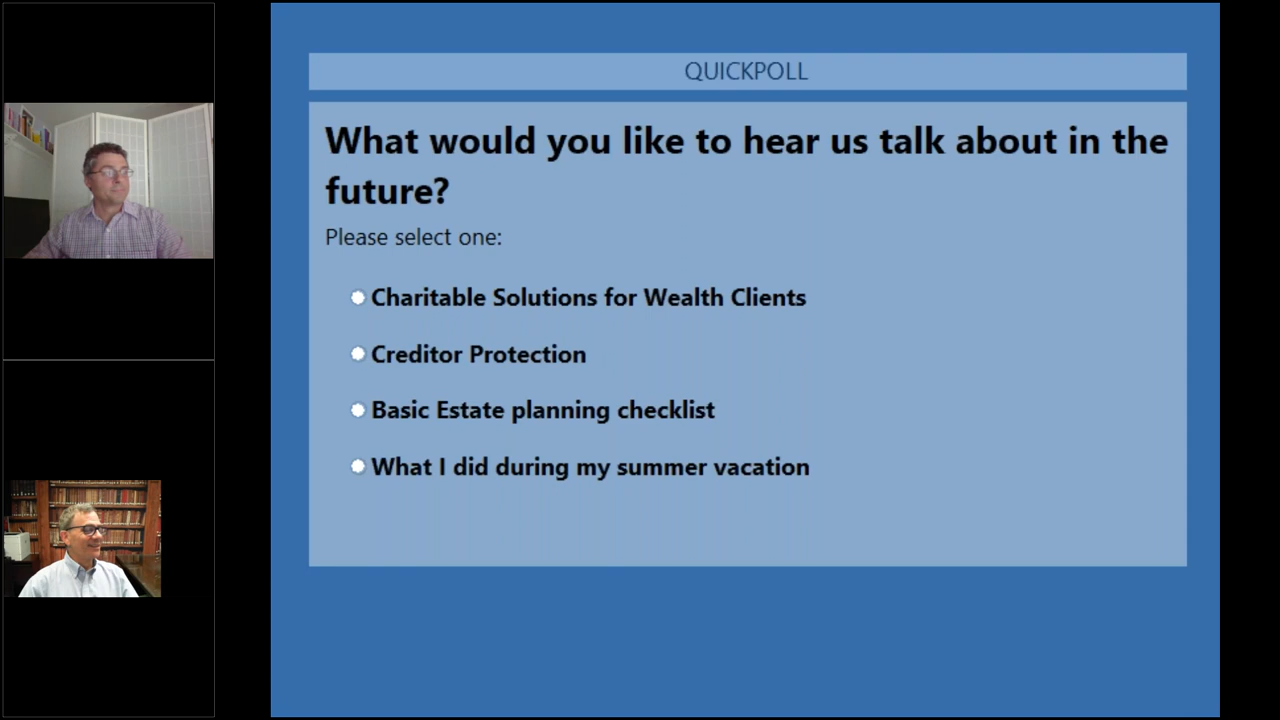 QUICKPOLL
What would you like to hear us talk about in the
future?
Please select one:
Charitable Solutions for Wealth Clients
Creditor Protection
Basic Estate planning checklist
What I did during my summer vacation